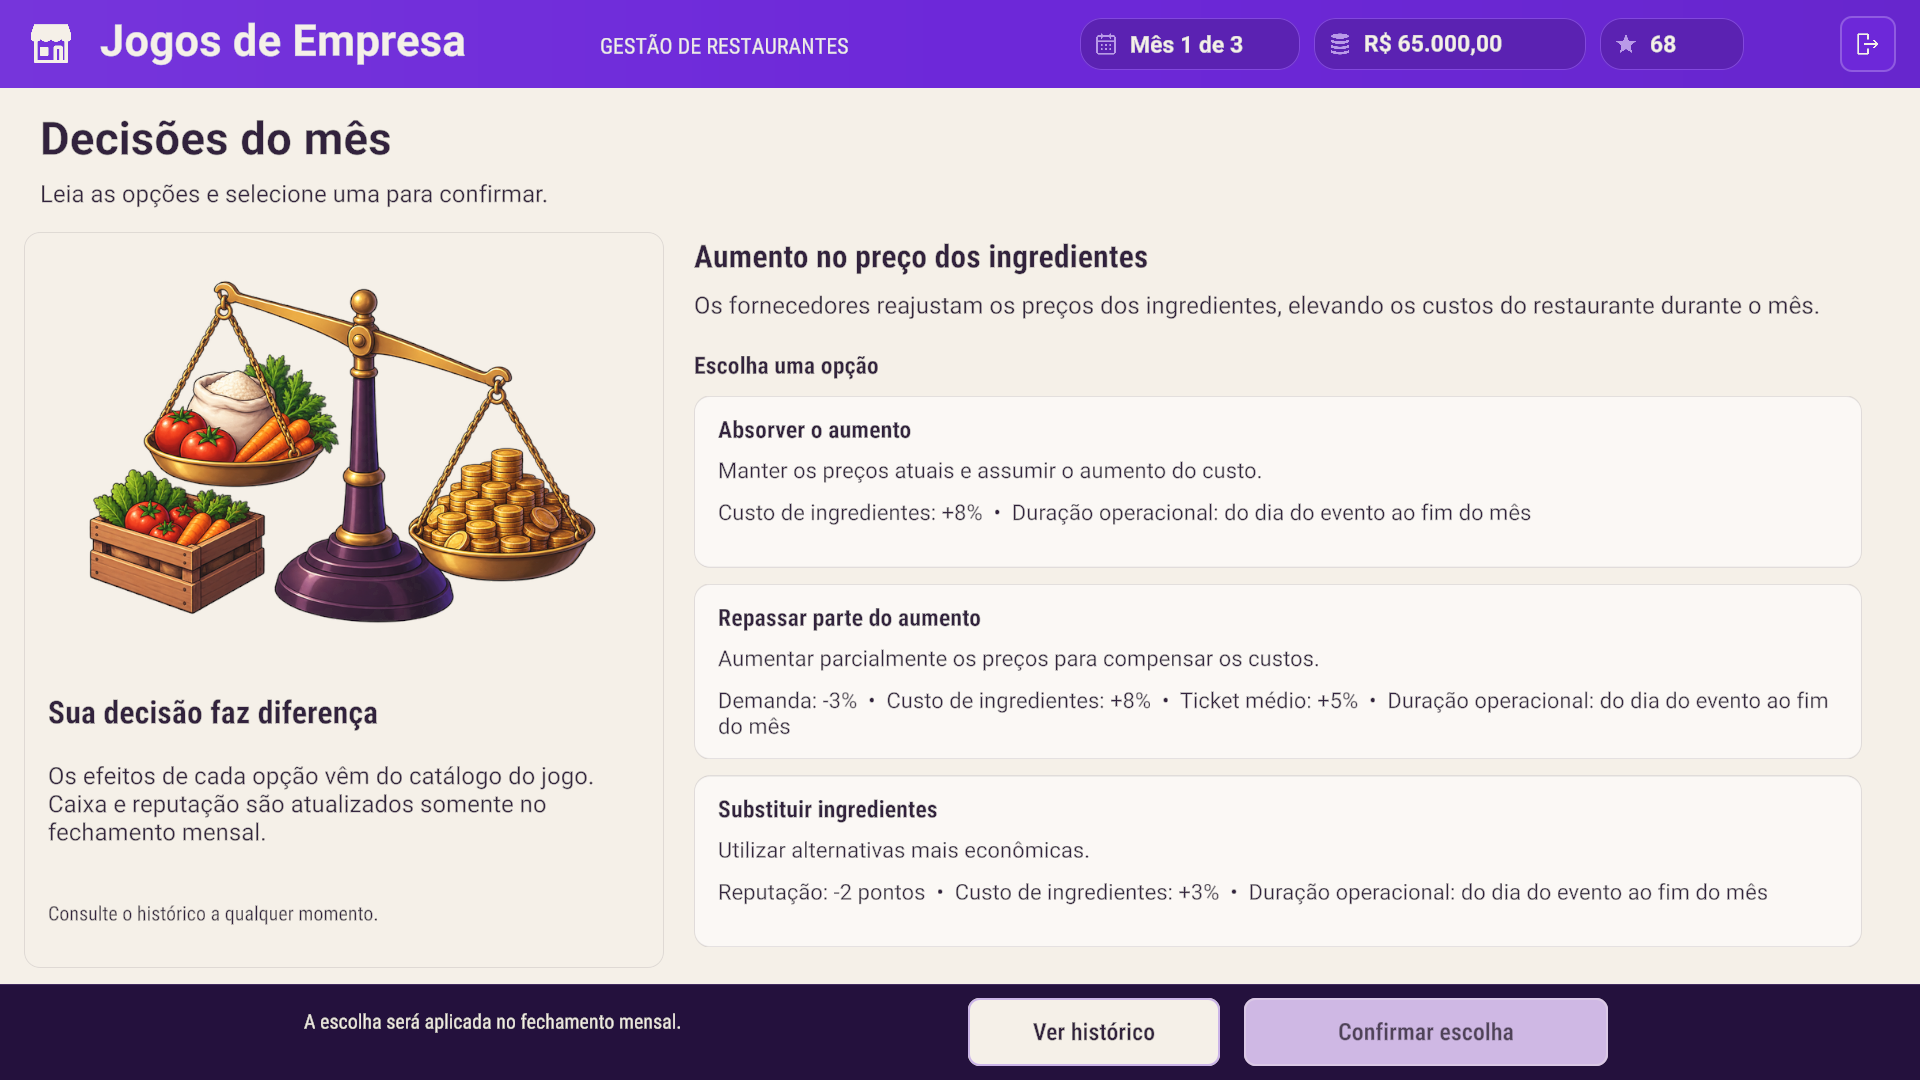 Jogos de Empresa
GESTÃO DE RESTAURANTES
Mês 1 de 3
R$ 65.000,00
68
Decisões do mês
Leia as opções e selecione uma para confirmar.
Sua decisão faz diferença
Os efeitos de cada opção vêm do catálogo do jogo.
Caixa e reputação são atualizados somente no
fechamento mensal.
Consulte o histórico a qualquer momento.
Aumento no preço dos ingredientes
Os fornecedores reajustam os preços dos ingredientes, elevando os custos do restaurante durante o mês.
Escolha uma opção
Absorver o aumento
Manter os preços atuais e assumir o aumento do custo.
Custo de ingredientes: +8% • Duração operacional: do dia do evento ao fim do mês
Repassar parte do aumento
Aumentar parcialmente os preços para compensar os custos.
Demanda: -3% • Custo de ingredientes: +8% • Ticket médio: +5% • Duração operacional: do dia do evento ao fim
do mês
Substituir ingredientes
Utilizar alternativas mais econômicas.
Reputação: -2 pontos • Custo de ingredientes: +3% • Duração operacional: do dia do evento ao fim do mês
A escolha será aplicada no fechamento mensal.
Ver histórico
Confirmar escolha